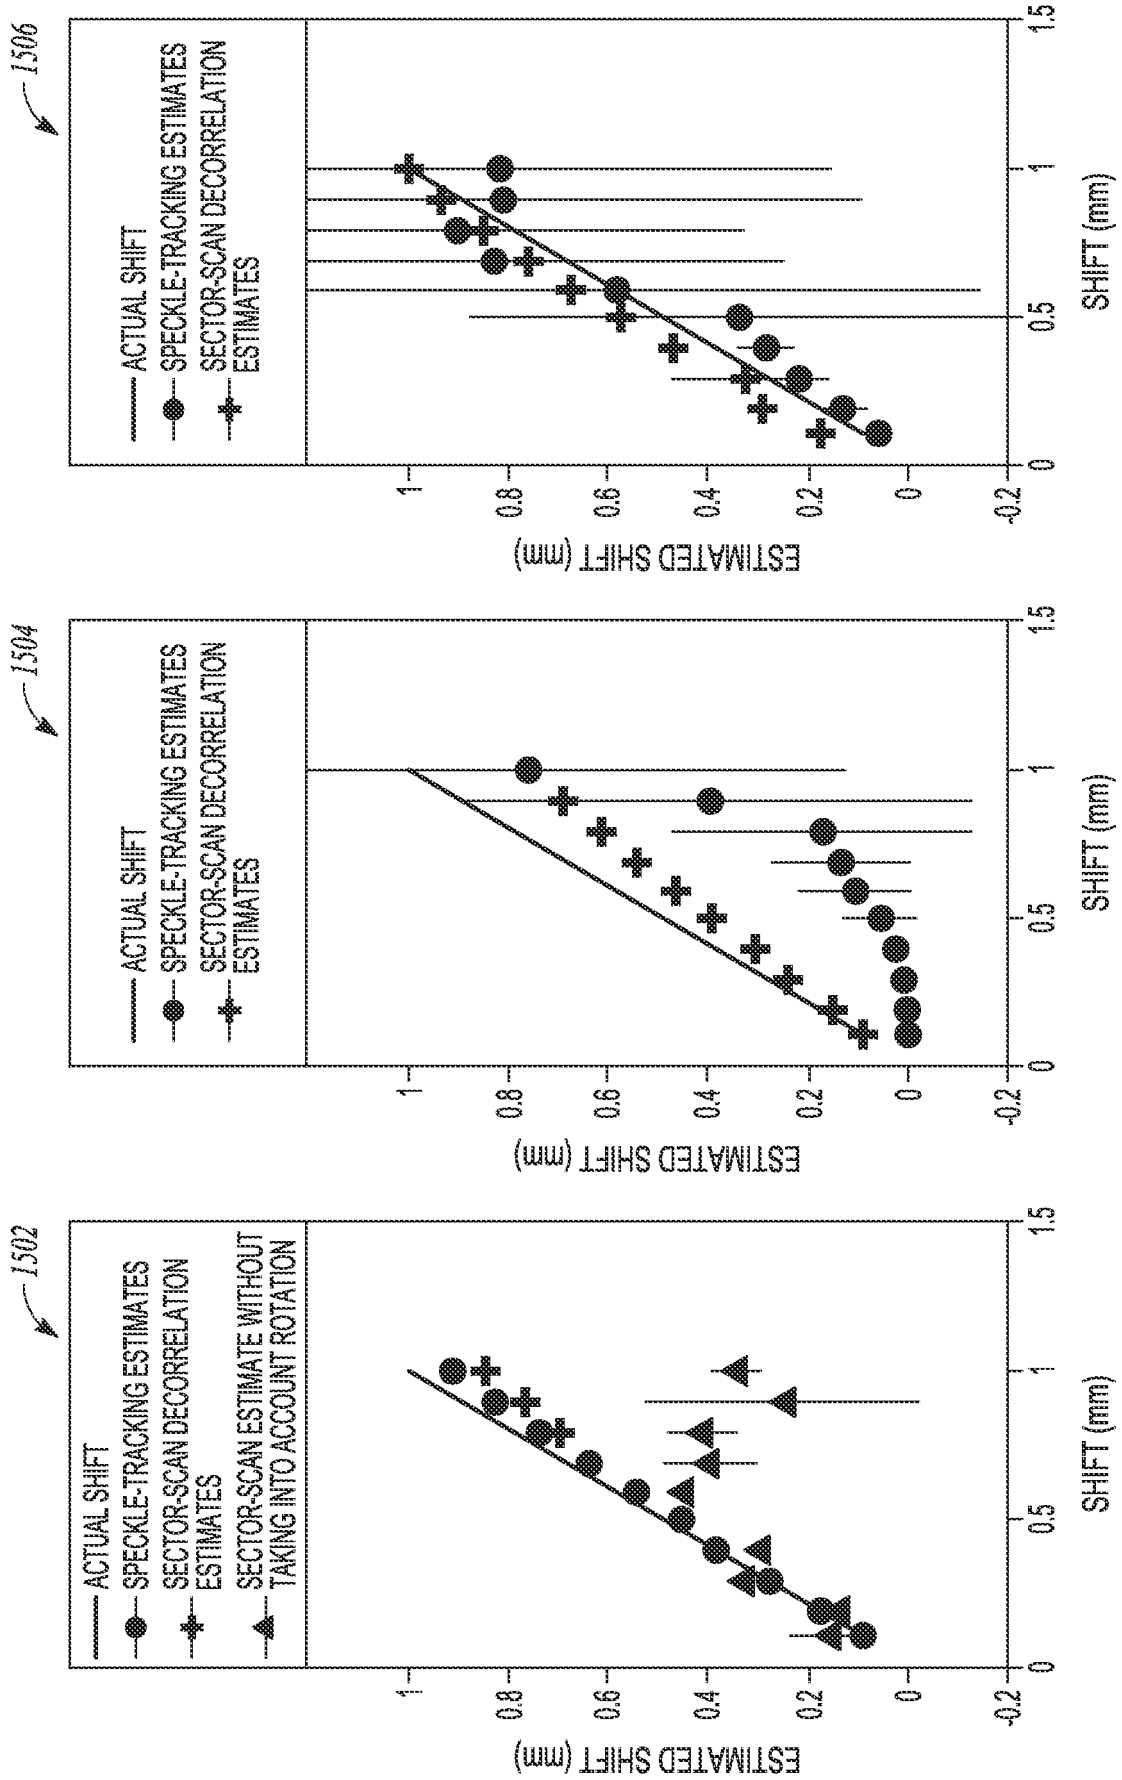 1502
ACTUAL SHIFT
SPECKLE-TRACKING ESTIMATES
SECTOR-SCAN DECORRELATION
ESTIMATES
SECTOR-SCAN ESTIMATE WITHOUT
TAKING INTO ACCOUNT ROTATION
ESTIMATED SHIFT (mm)
1
0.8
0.6
0.4
0.2
0
-0.2
0
0.5
1
1.5
SHIFT (mm)
1504
ACTUAL SHIFT
SPECKLE-TRACKING ESTIMATES
SECTOR-SCAN DECORRELATION
ESTIMATES
ESTIMATED SHIFT (mm)
1
0.8
0.6
0.4
0.2
0
-0.2
0
0.5
1
1.5
SHIFT (mm)
1506
ACTUAL SHIFT
SPECKLE-TRACKING ESTIMATES
SECTOR-SCAN DECORRELATION
ESTIMATES
ESTIMATED SHIFT (mm)
1
0.8
0.6
0.4
0.2
0
-0.2
0
0.5
1
1.5
SHIFT (mm)